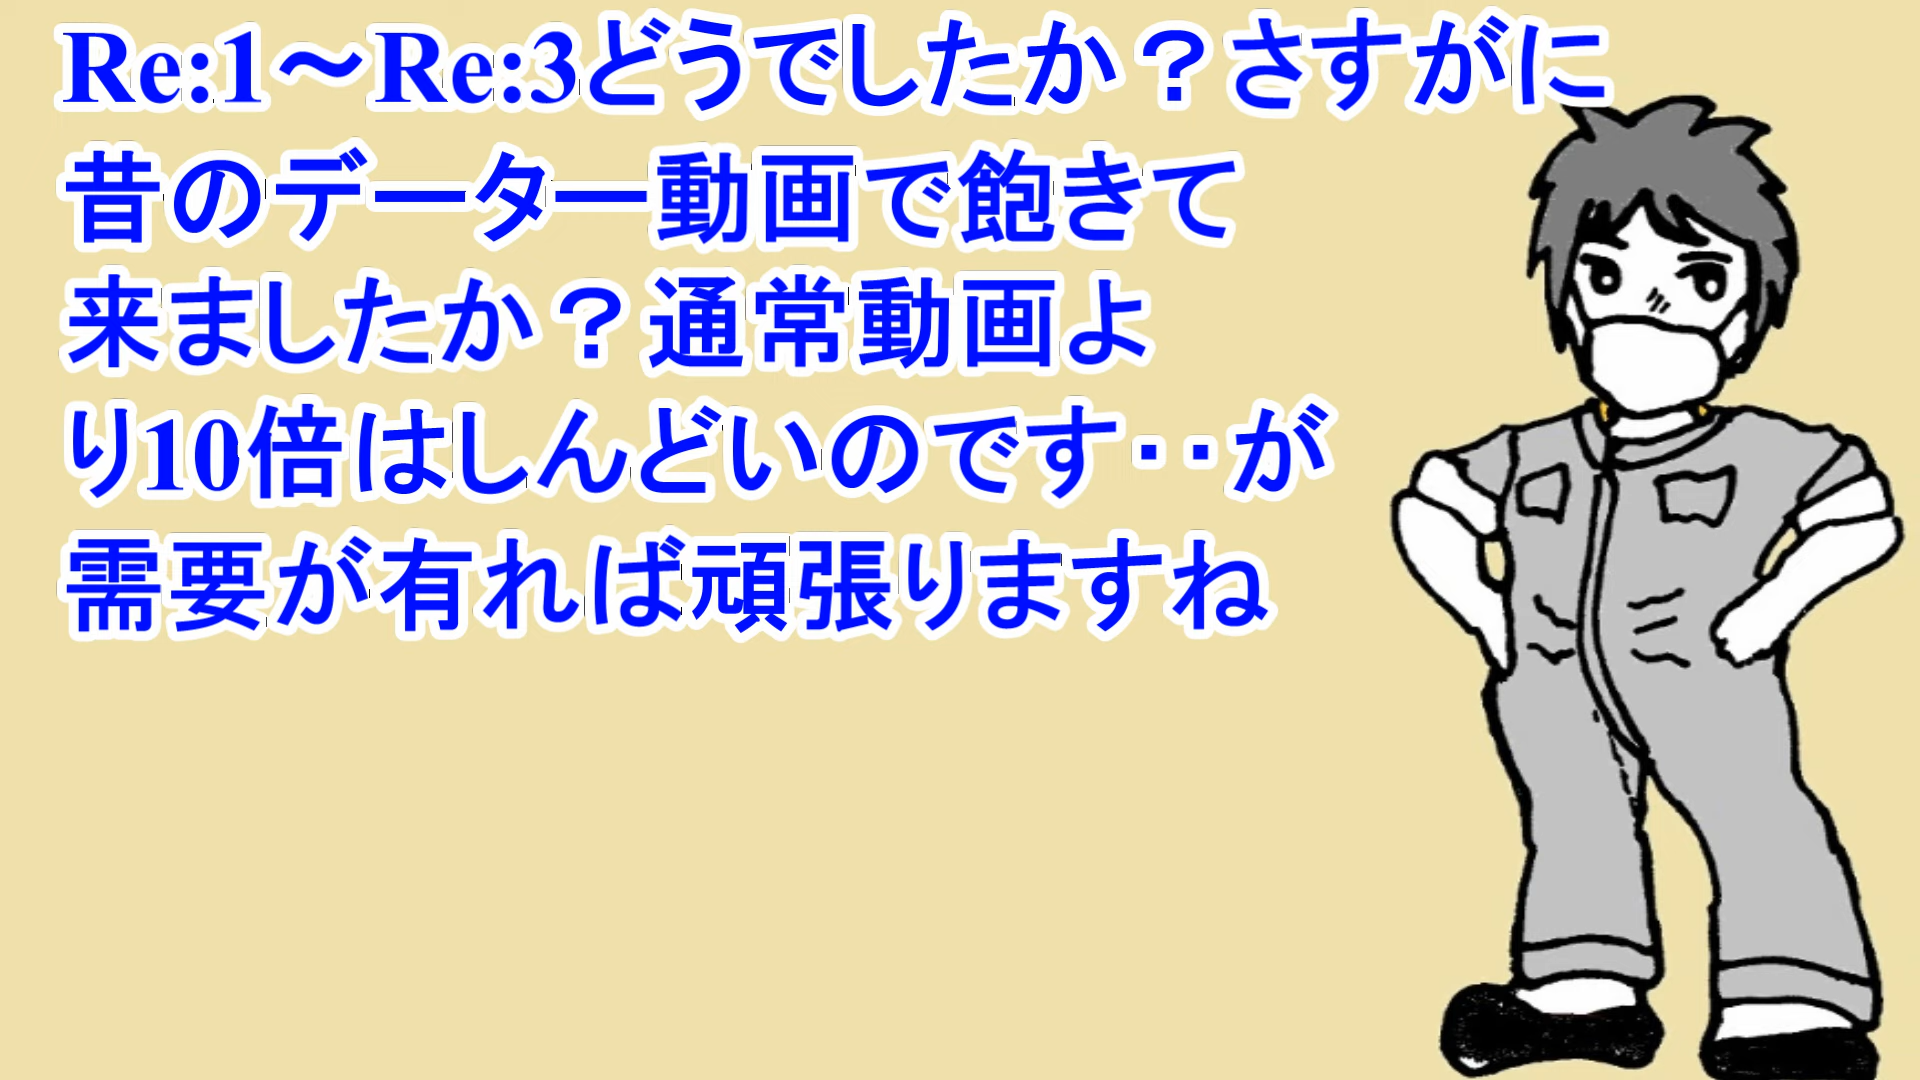 Re:1～Re:3どうでしたか？さすがに
昔のデーター動画で飽きて
来ましたか？通常動画よ
り10倍はしんどいのです‥が
需要が有れば頑張りますね